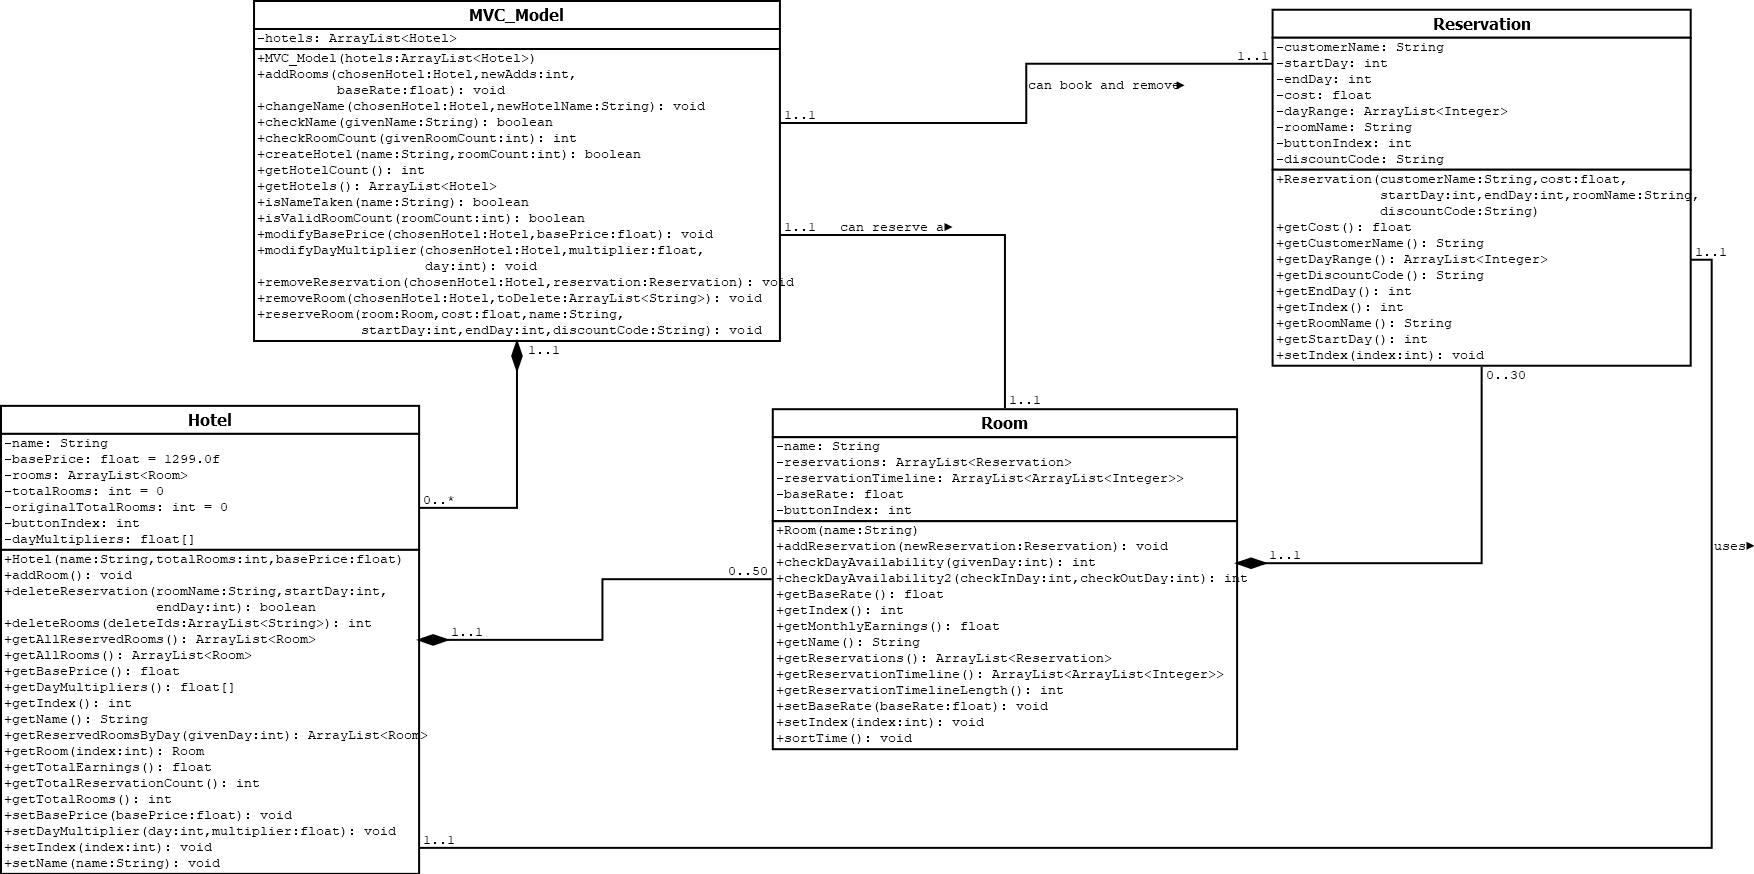 MVC_Model
-hotels: ArrayList<Hotel>
+MVC_Model(hotels:ArrayList<Hotel>)
+addRooms(chosenHotel:Hotel,newAdds:int,
baseRate:float): void
+changeName(chosenHotel:Hotel,newHotelName:String): void
+checkName(givenName:String): boolean
+checkRoomCount(givenRoomCount:int): int
+createHotel(name:String,roomCount:int): boolean
+getHotelCount(): int
+getHotels(): ArrayList<Hotel>
+isNameTaken(name:String): boolean
+isValidRoomCount(roomCount:int): boolean
+modifyBasePrice(chosenHotel:Hotel,basePrice:float): void
+modifyDayMultiplier(chosenHotel:Hotel,multiplier:float,
day:int): void
+removeReservation(chosenHotel:Hotel,reservation:Reservation): void
+removeRoom(chosenHotel:Hotel,toDelete:ArrayList<String>): void
+reserveRoom(room:Room,cost:float,name:String,
startDay:int,endDay:int,discountCode:String): void
1..1
can book and remove►
1..1
1..1 can reserve a►
1..1
1..1
0..*
Reservation
-customerName: String
-startDay: int
-endDay: int
-cost: float
-dayRange: ArrayList<Integer>
-roomName: String
-buttonIndex: int
-discountCode: String
+Reservation(customerName:String,cost:float,
startDay:int,endDay:int,roomName:String,
discountCode:String)
+getCost(): float
+getCustomerName(): String
+getDayRange(): ArrayList<Integer>
+getDiscountCode(): String
+getEndDay(): int
+getIndex(): int
+getRoomName(): String
+getStartDay(): int
+setIndex(index:int): void
1..1
0..30
uses►
Hotel
-name: String
-basePrice: float = 1299.0f
-rooms: ArrayList<Room>
-totalRooms: int = 0
-originalTotalRooms: int = 0
-buttonIndex: int
-dayMultipliers: float[]
+Hotel(name:String,totalRooms:int,basePrice:float)
+addRoom(): void
+deleteReservation(roomName:String,startDay:int,
endDay:int): boolean
+deleteRooms(deleteIds:ArrayList<String>): int
+getAllReservedRooms(): ArrayList<Room>
+getAllRooms(): ArrayList<Room>
+getBasePrice(): float
+getDayMultipliers(): float[]
+getIndex(): int
+getName(): String
+getReservedRoomsByDay(givenDay:int): ArrayList<Room>
+getRoom(index:int): Room
+getTotalEarnings(): float
+getTotalReservationCount(): int
+getTotalRooms(): int
+setBasePrice(basePrice:float): void
+setDayMultiplier(day:int,multiplier:float): void
+setIndex(index:int): void
+setName(name:String): void
1..1
0..50
1..1
Room
-name: String
-reservations: ArrayList<Reservation>
-reservationTimeline: ArrayList<ArrayList<Integer>>
-baseRate: float
-buttonIndex: int
+Room(name:String)
+addReservation(newReservation:Reservation): void
+checkDayAvailability(givenDay:int): int
+checkDayAvailability2(checkInDay:int,checkOutDay:int): int
+getBaseRate(): float
+getIndex(): int
+getMonthlyEarnings(): float
+getName(): String
+getReservations(): ArrayList<Reservation>
+getReservationTimeline(): ArrayList<ArrayList<Integer>>
+getReservationTimelineLength(): int
+setBaseRate(baseRate:float): void
+setIndex(index:int): void
+sortTime(): void
1..1